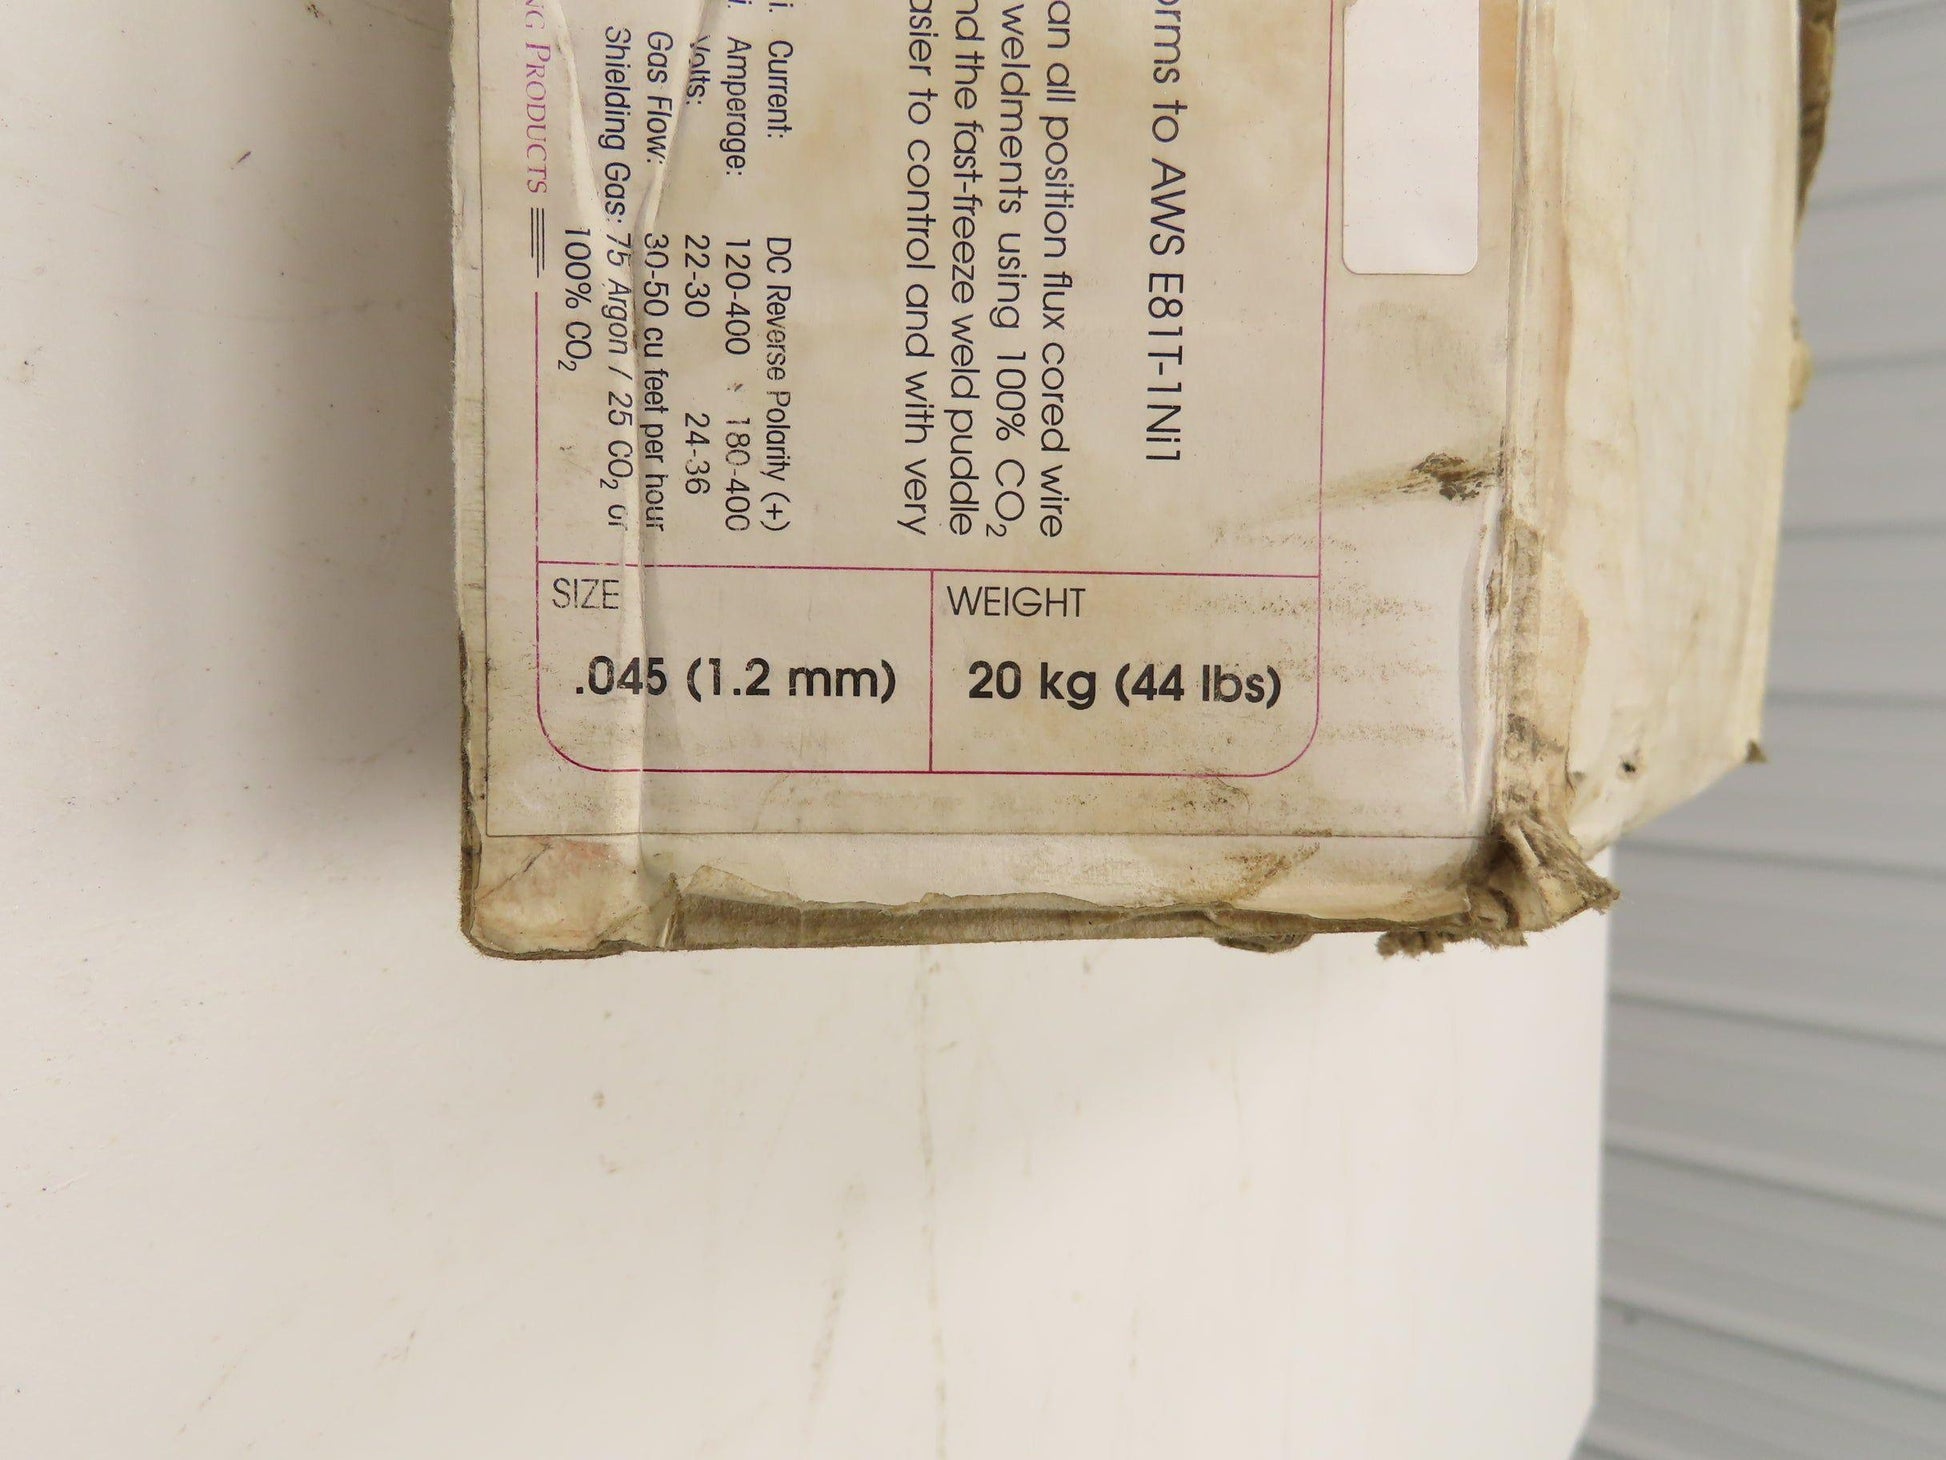 orms to AWS E81T-1Ni1
an all position flux cored wire
weldments using 100% CO2
nd the fast-freeze weld puddle
asier to control and with very
i. Current: DC Reverse Polarity (+)
i. Amperage: 120-400 180-400
Volts: 22-30 24-36
Gas Flow: 30-50 cu feet per hour
Shielding Gas: 75 Argon / 25 CO2 or
100% CO2
NG PRODUCTS
SIZE
.045 (1.2 mm)
WEIGHT
20 kg (44 lbs)